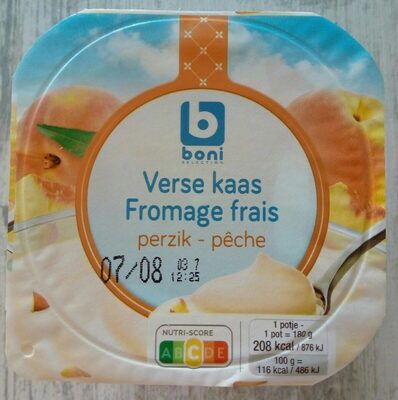 b
boni
SELECTION
Verse kaas
Fromage frais
perzik - pêche
07/08 03 7
12:25
NUTRI-SCORE
A B C D E
1 potje -
1 pot = 180 g
208 kcal / 876 kJ
100 g =
116 kcal / 486 kJ